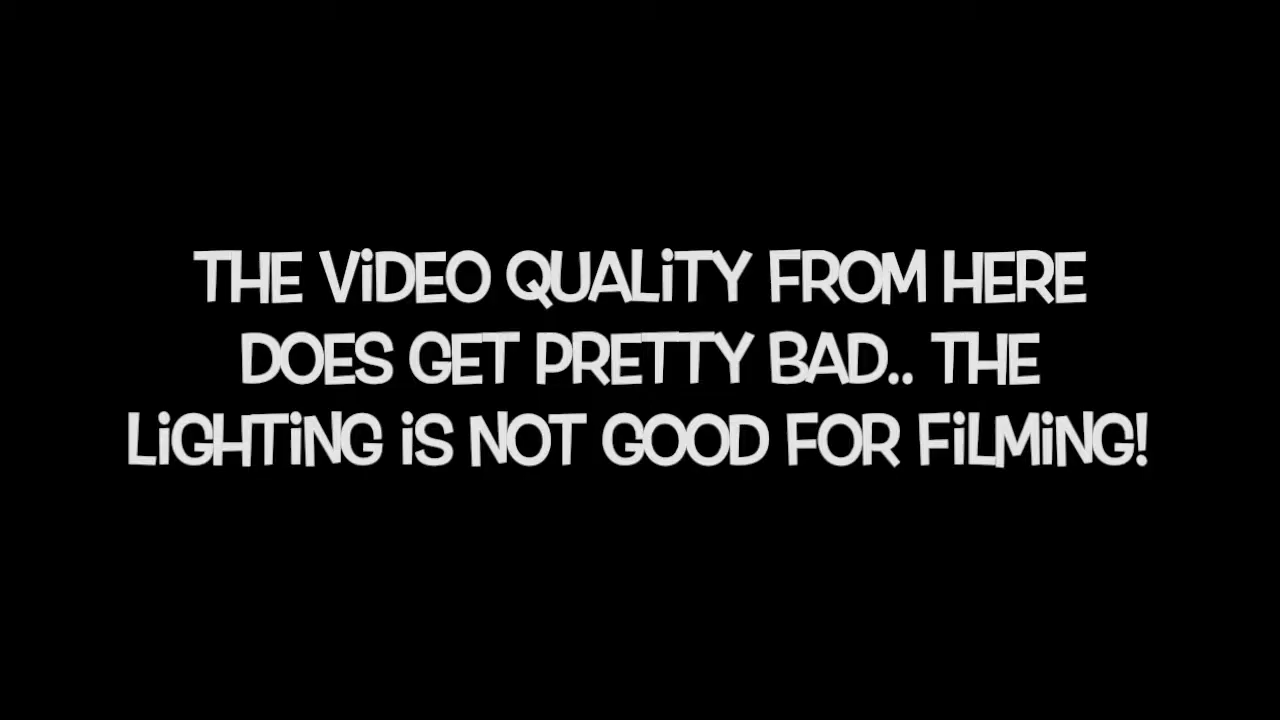 THE ViDEO QUALiTY FROM HERE
DOES GET PRETTY BAD.. THE
LiGHTiNG iS NOT GOOD FOR FiLMiNG!